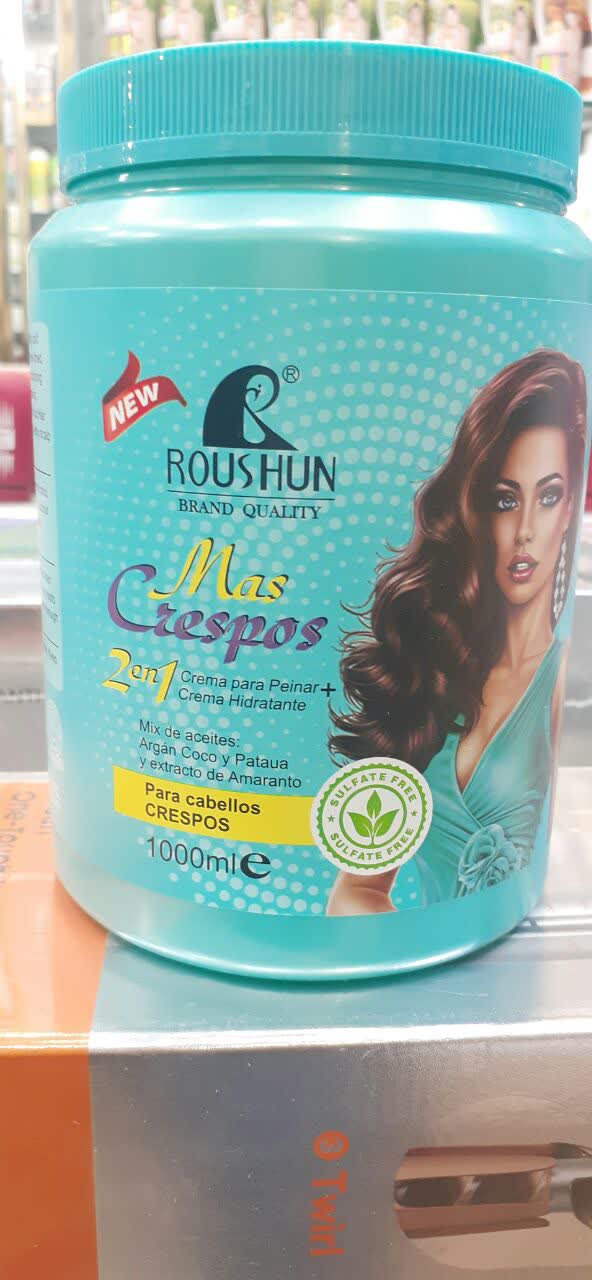 NEW
®
ROUSHUN
BRAND QUALITY
Mas
Crespos
2en1 Crema para Peinar+
Crema Hidratante
Mix de aceites:
Argán Coco y Pataua
y extracto de Amaranto
Para cabellos
CRESPOS
SULFATE FREE
SULFATE FREE
1000ml e
③ Twirl